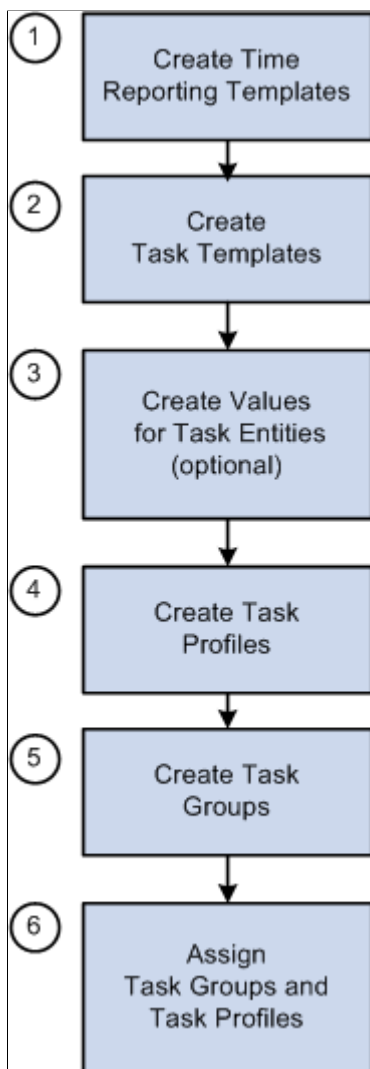 1
Create Time
Reporting Templates
2
Create
Task Templates
3
Create Values
for Task Entities
(optional)
4
Create Task
Profiles
5
Create Task
Groups
6
Assign
Task Groups and
Task Profiles